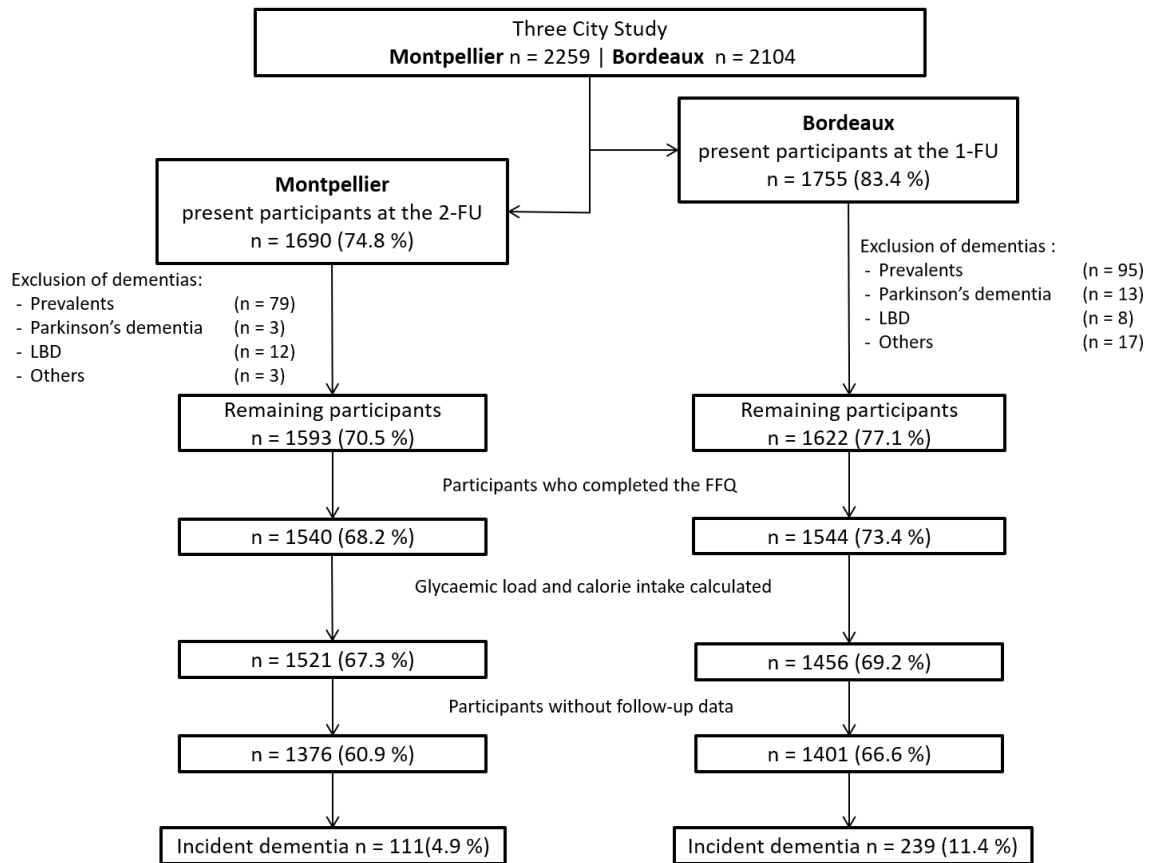 Three City Study
Montpellier n = 2259 | Bordeaux n = 2104
Bordeaux
present participants at the 1-FU
n = 1755 (83.4 %)
Montpellier
present participants at the 2-FU
n = 1690 (74.8 %)
Exclusion of dementias :
- Prevalents (n = 95)
- Parkinson's dementia (n = 13)
- LBD (n = 8)
- Others (n = 17)
Exclusion of dementias:
- Prevalents (n = 79)
- Parkinson's dementia (n = 3)
- LBD (n = 12)
- Others (n = 3)
Remaining participants
n = 1593 (70.5 %)
Remaining participants
n = 1622 (77.1 %)
Participants who completed the FFQ
n = 1540 (68.2 %)
n = 1544 (73.4 %)
Glycaemic load and calorie intake calculated
n = 1521 (67.3 %)
n = 1456 (69.2 %)
Participants without follow-up data
n = 1376 (60.9 %)
n = 1401 (66.6 %)
Incident dementia n = 111(4.9 %)
Incident dementia n = 239 (11.4 %)